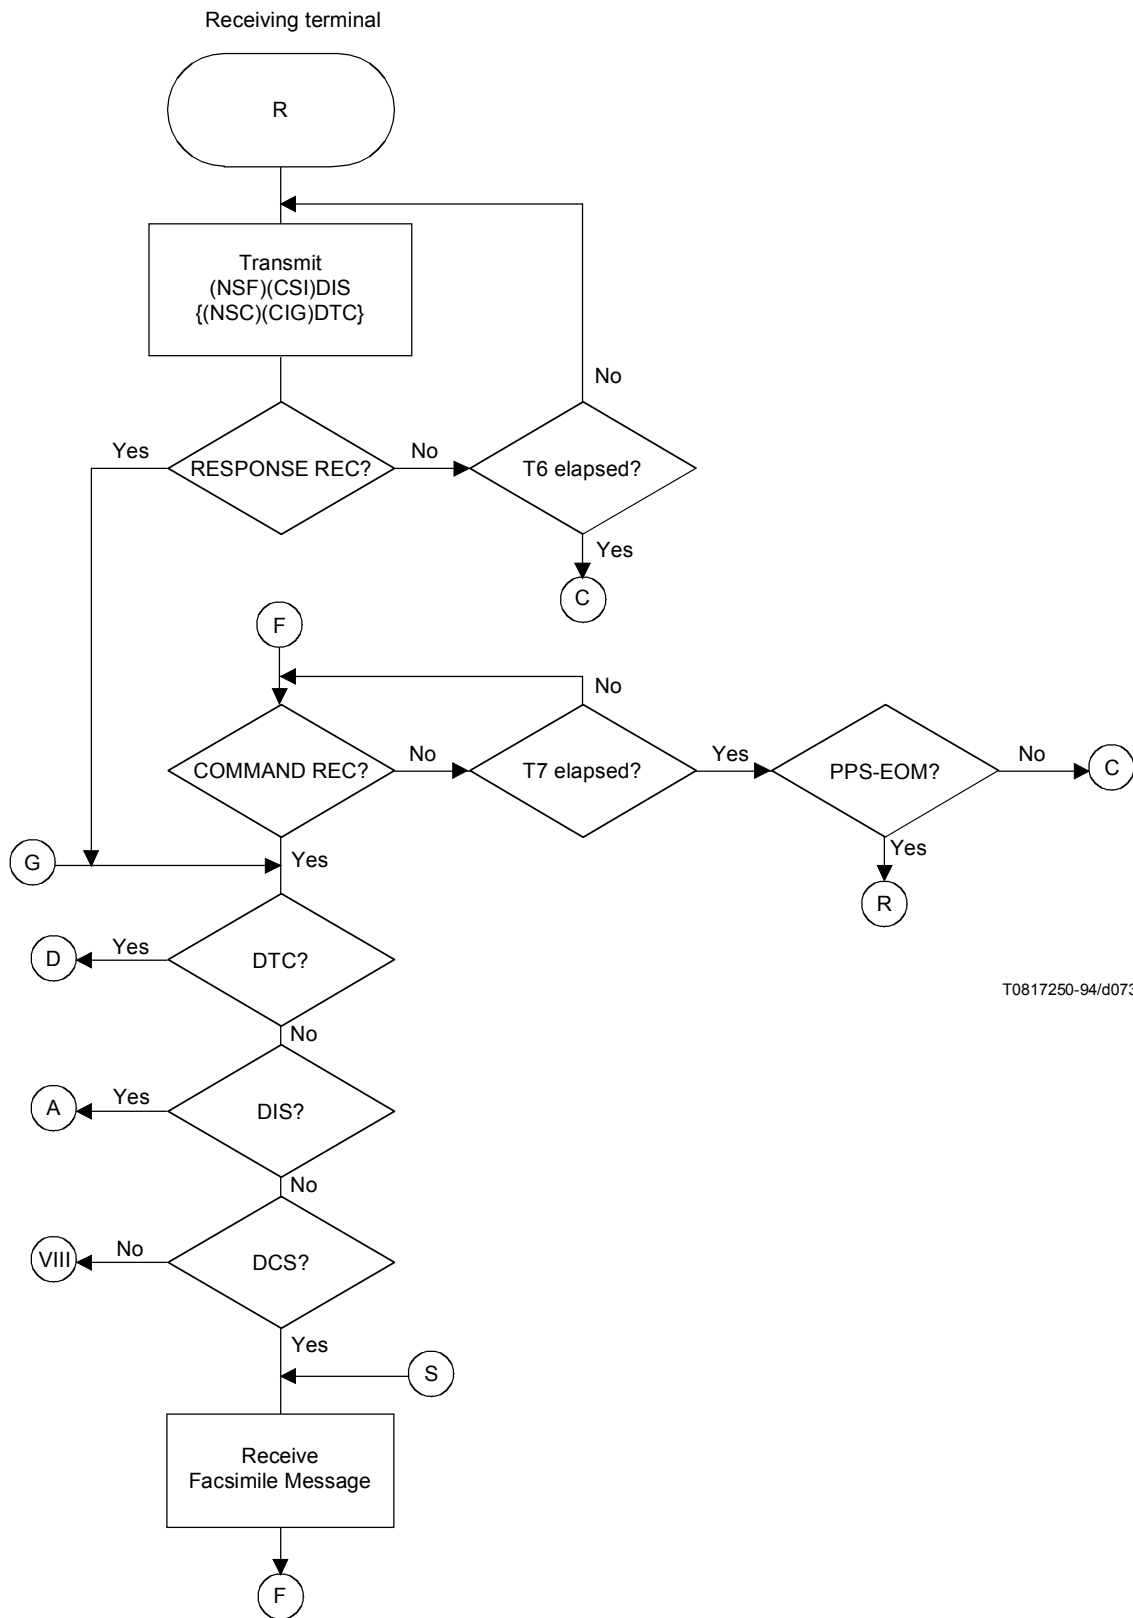 Receiving terminal
R
Transmit
(NSF)(CSI)DIS
{(NSC)(CIG)DTC}
No
Yes
RESPONSE REC?
No
T6 elapsed?
Yes
C
F
No
COMMAND REC?
No
T7 elapsed?
Yes
PPS-EOM?
No
C
G
Yes
Yes
R
D
Yes
DTC?
T0817250-94/d073
No
A
Yes
DIS?
No
VIII
No
DCS?
Yes
S
Receive
Facsimile Message
F